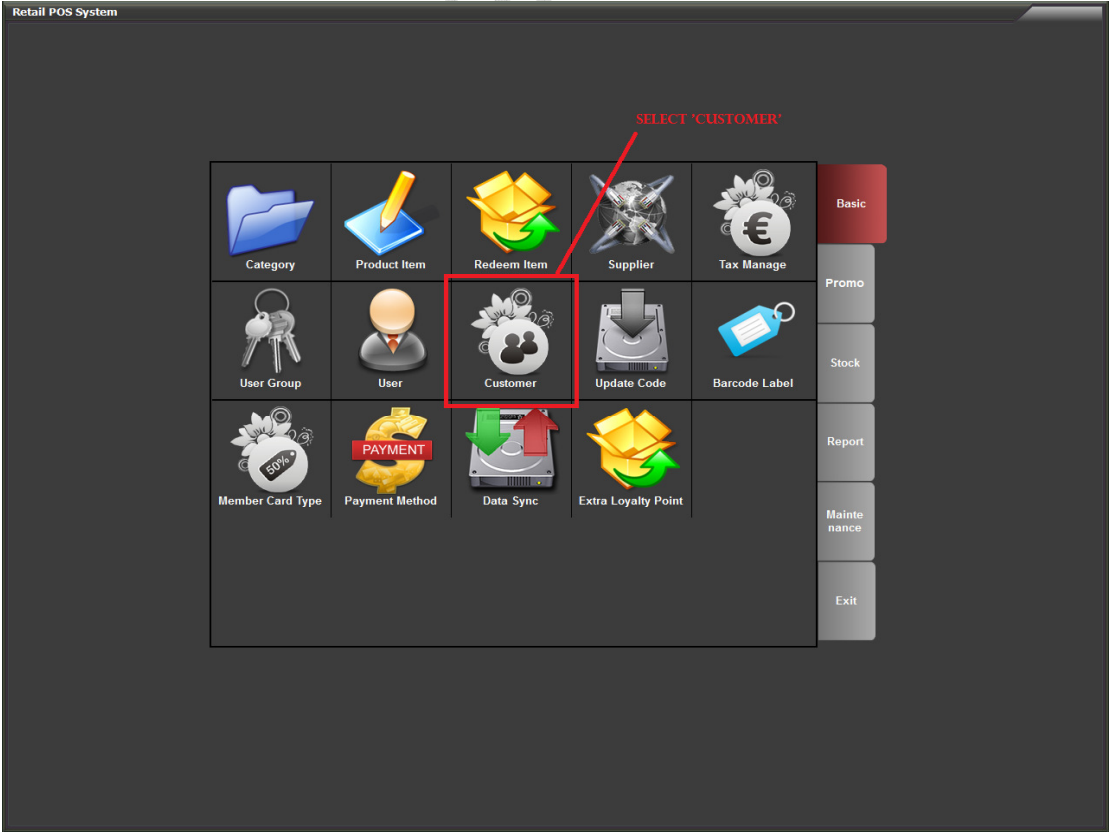 Retail POS System
SELECT 'CUSTOMER'
Category
Product Item
Redeem Item
Supplier
€
Tax Manage
Basic
Promo
User Group
User
Customer
Update Code
Barcode Label
Stock
50%
PAYMENT
Member Card Type
Payment Method
Data Sync
Extra Loyalty Point
Report
Mainte
nance
Exit